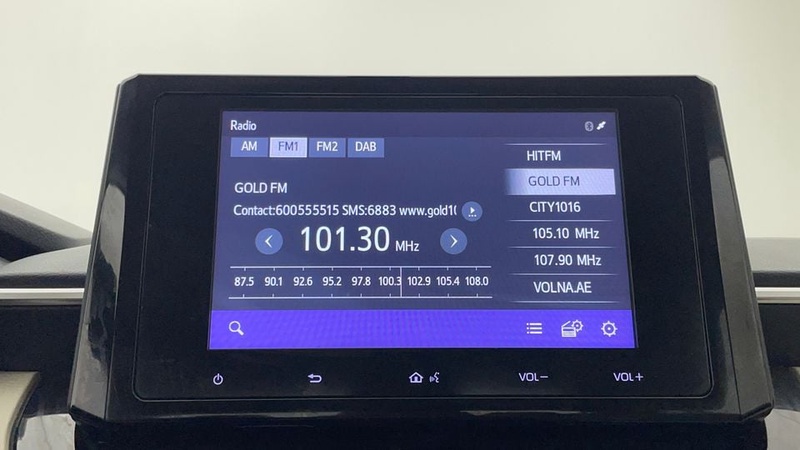 Radio
AM FM1 FM2 DAB
GOLD FM
Contact:600555515 SMS:6883 www.gold10
101.30 MHz
87.5 90.1 92.6 95.2 97.8 100.3 102.9 105.4 108.0
HITFM
GOLD FM
CITY1016
105.10 MHz
107.90 MHz
VOLNA.AE
VOL− VOL+